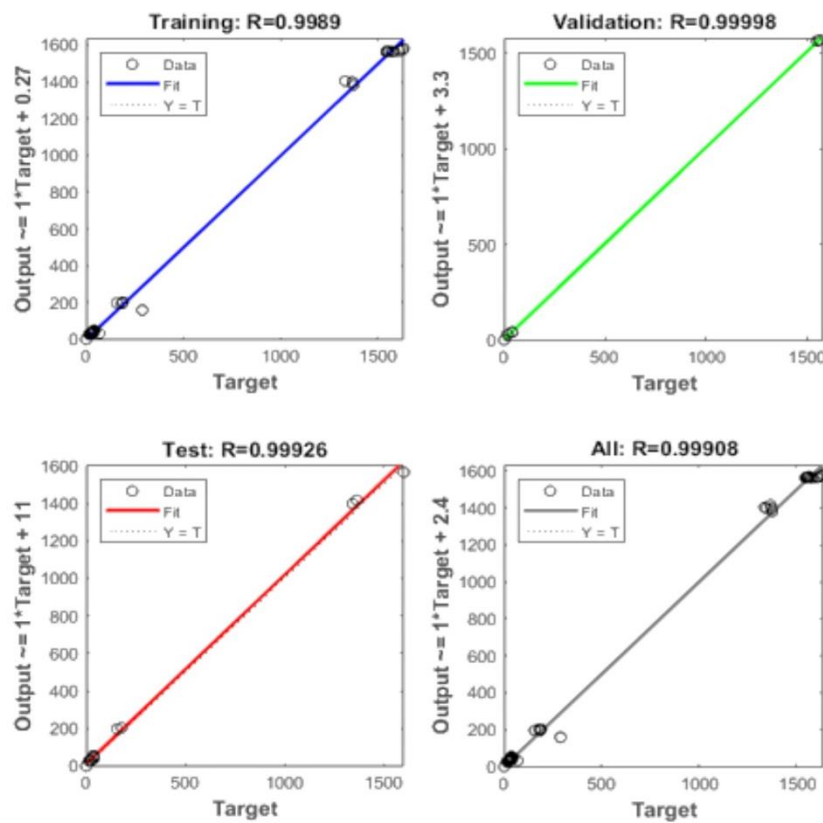 Training: R=0.9989
Output ~= 1*Target + 0.27
1600
1400
1200
1000
800
600
400
200
0
Data
Fit
Y = T
0
500
1000
1500
Target
Validation: R=0.99998
Output ~= 1*Target + 3.3
1500
1000
500
0
Data
Fit
Y = T
0
500
1000
1500
Target
Test: R=0.99926
Output ~= 1*Target + 11
1600
1400
1200
1000
800
600
400
200
0
Data
Fit
Y = T
0
500
1000
1500
Target
All: R=0.99908
Output ~= 1*Target + 2.4
1600
1400
1200
1000
800
600
400
200
0
Data
Fit
Y = T
0
500
1000
1500
Target